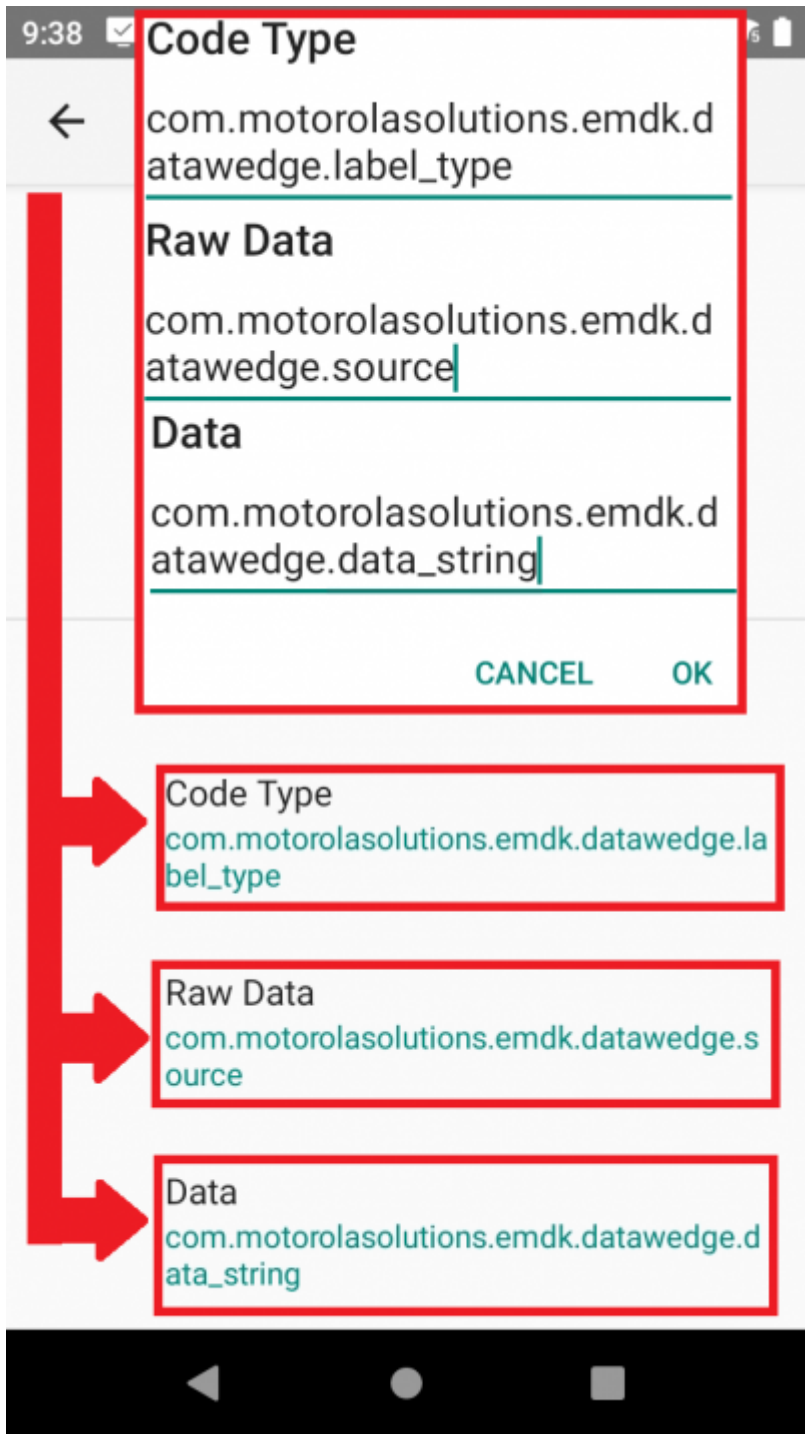 9:38
Code Type
com.motorolasolutions.emdk.d
atawedge.label_type
Raw Data
com.motorolasolutions.emdk.d
atawedge.source
Data
com.motorolasolutions.emdk.d
atawedge.data_string
CANCEL OK
Code Type
com.motorolasolutions.emdk.datawedge.la
bel_type
Raw Data
com.motorolasolutions.emdk.datawedge.s
ource
Data
com.motorolasolutions.emdk.datawedge.d
ata_string